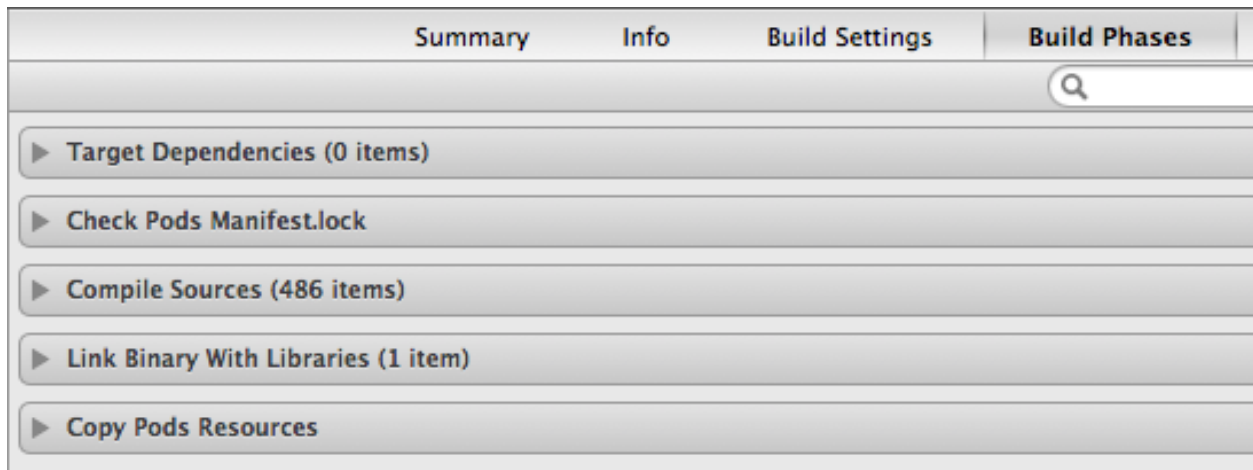 Summary Info Build Settings Build Phases
Target Dependencies (0 items)
Check Pods Manifest.lock
Compile Sources (486 items)
Link Binary With Libraries (1 item)
Copy Pods Resources